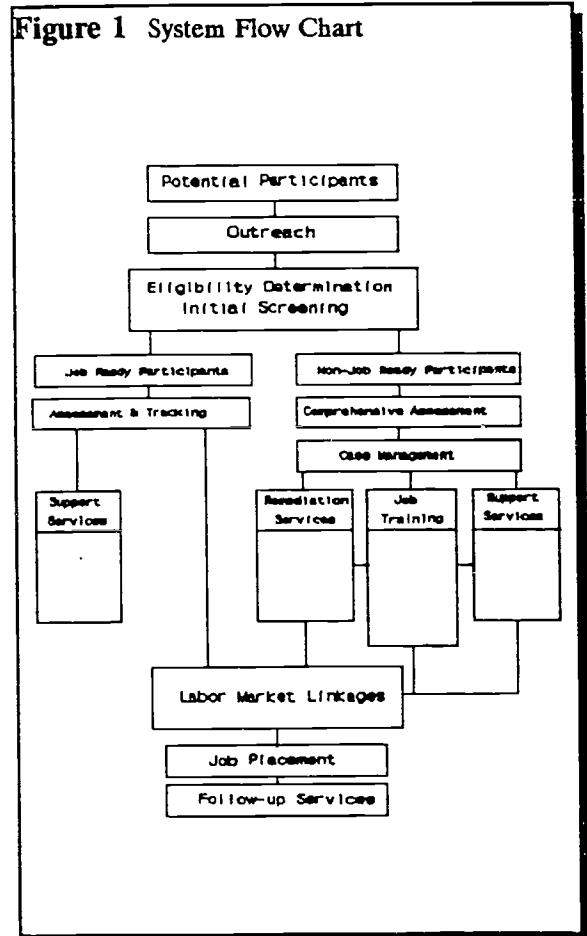 Figure 1 System Flow Chart
Potential Participants
Outreach
Eligibility Determination
Initial Screening
Job Ready Participants
Non-Job Ready Participants
Assessment & Tracking
Comprehensive Assessment
Case Management
Support
Services
Remediation
Services
Job
Training
Support
Services
Labor Market Linkages
Job Placement
Follow-up Services